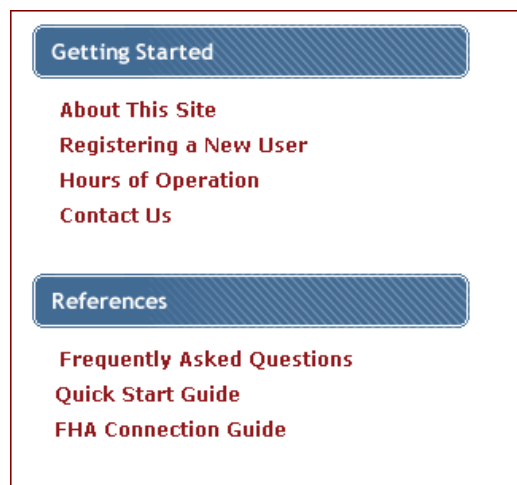 Getting Started
About This Site
Registering a New User
Hours of Operation
Contact Us
References
Frequently Asked Questions
Quick Start Guide
FHA Connection Guide